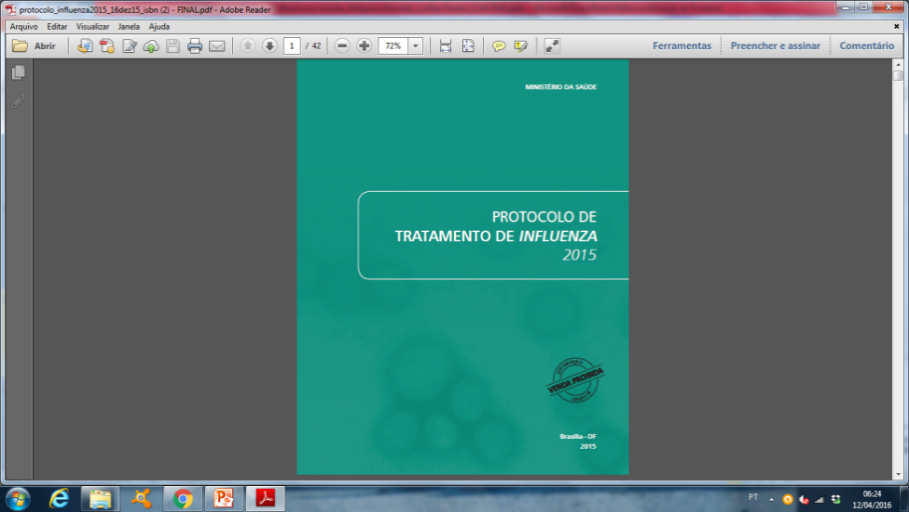 protocolo_influenza2015_16dez15_isbn (2) - FINAL.pdf - Adobe Reader
Arquivo Editar Visualizar Janela Ajuda
Abrir 1 / 42 72% Ferramentas Preencher e assinar Comentário
MINISTÉRIO DA SAÚDE
PROTOCOLO DE
TRATAMENTO DE INFLUENZA
2015
VENDA PROIBIDA
Brasília – DF
2015
PT 06:24
12/04/2016